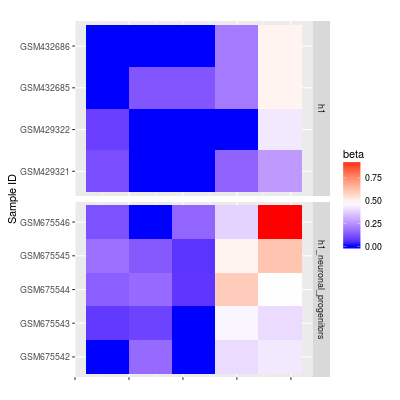 Sample ID
GSM432686
GSM432685
GSM429322
GSM429321
h1
GSM675546
GSM675545
GSM675544
GSM675543
GSM675542
h1_neuronal_progenitors
beta
0.75
0.50
0.25
0.00